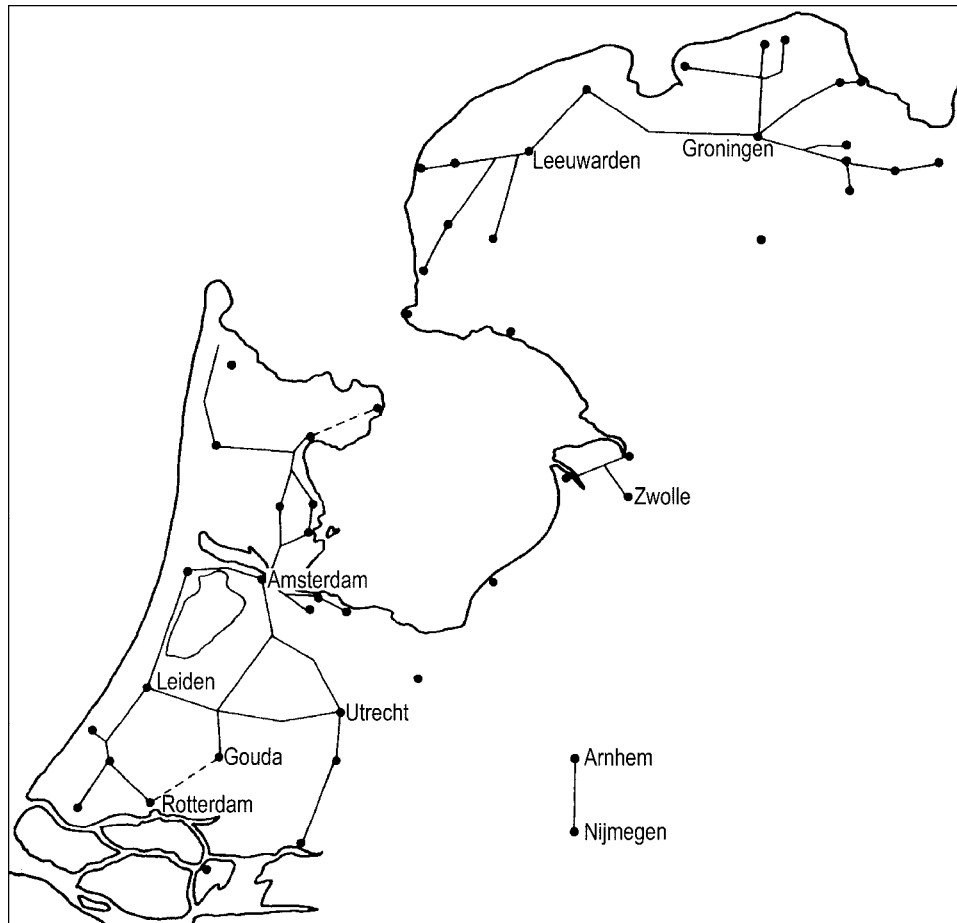 Leeuwarden
Groningen
Zwolle
Amsterdam
Leiden
Utrecht
Gouda
Arnhem
Rotterdam
Nijmegen